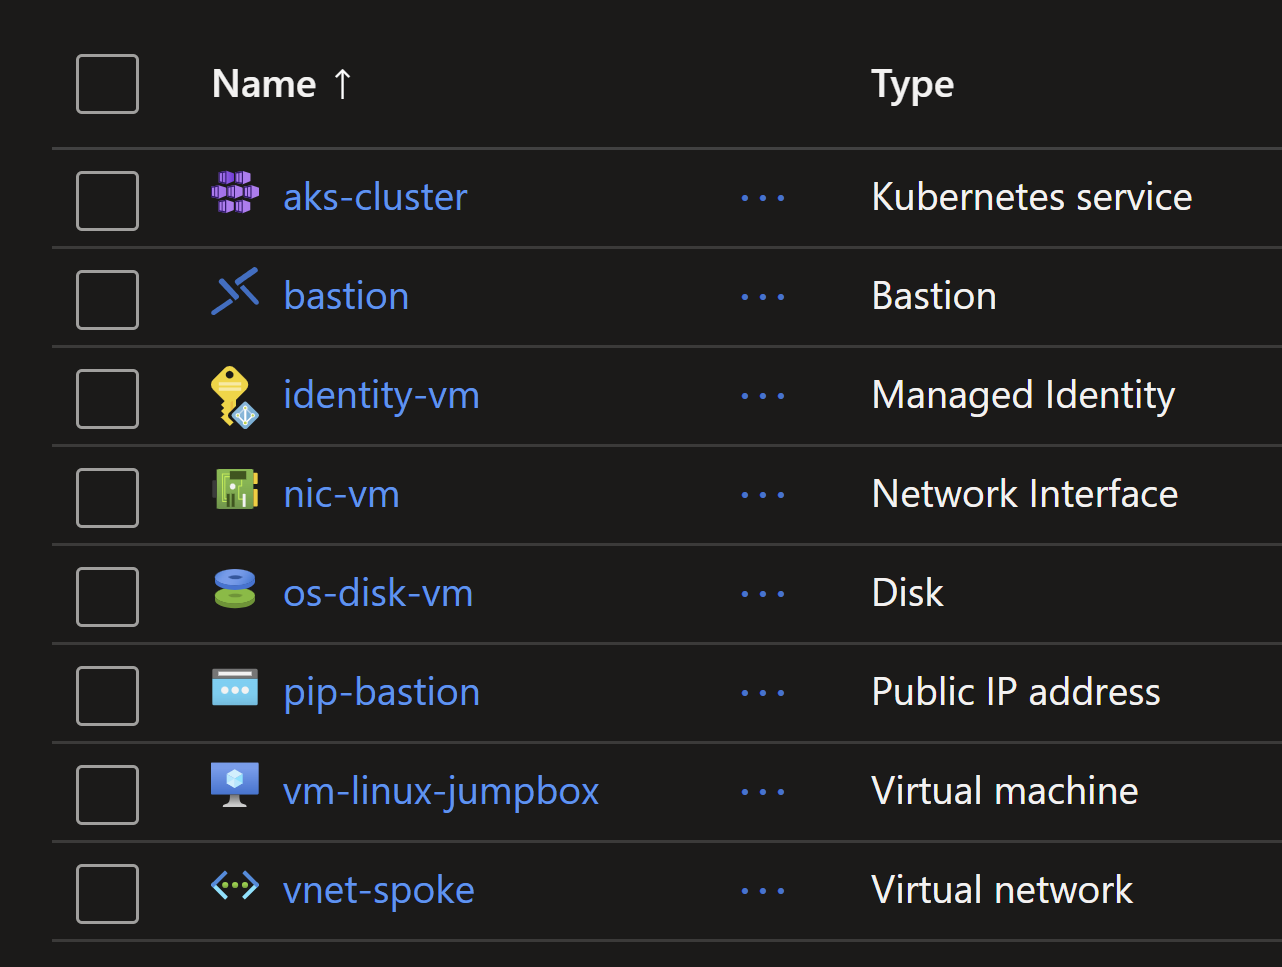 Name ↑ Type
aks-cluster ... Kubernetes service
bastion ... Bastion
identity-vm ... Managed Identity
nic-vm ... Network Interface
os-disk-vm ... Disk
pip-bastion ... Public IP address
vm-linux-jumpbox ... Virtual machine
vnet-spoke ... Virtual network